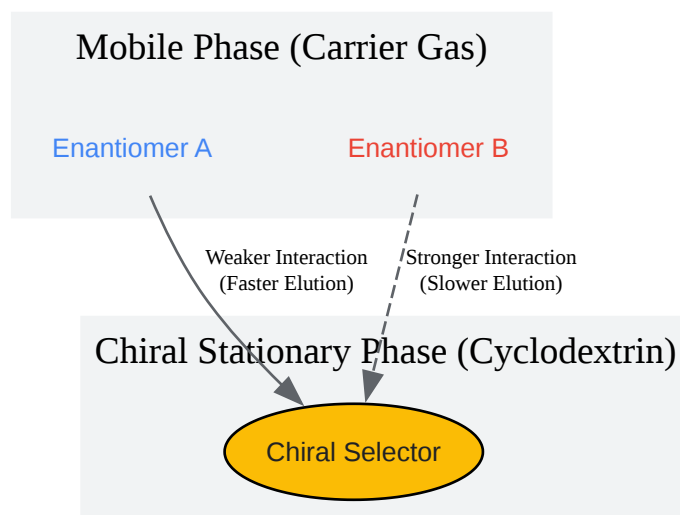 Mobile Phase (Carrier Gas)
Enantiomer A
Enantiomer B
Weaker Interaction
(Faster Elution)
Stronger Interaction
(Slower Elution)
Chiral Stationary Phase (Cyclodextrin)
Chiral Selector